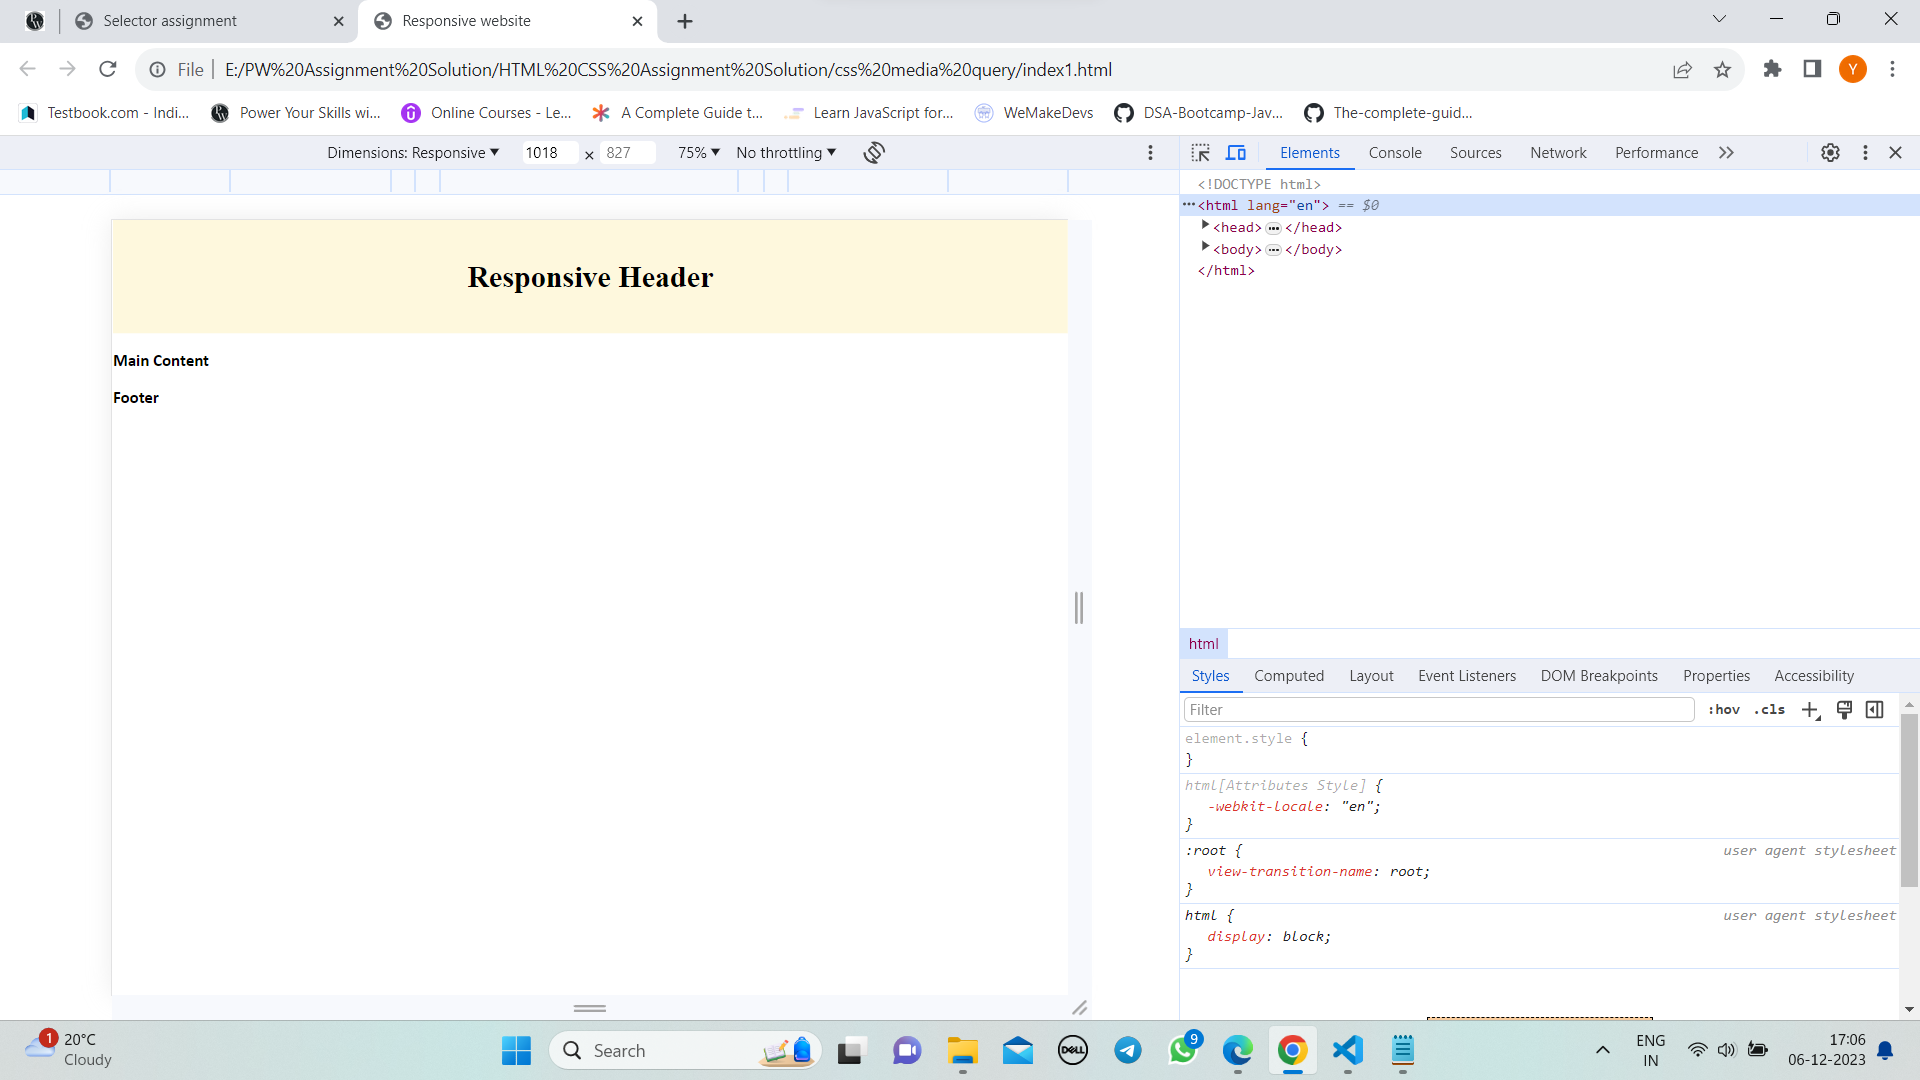 Selector assignment
Responsive website
File
E:/PW%20Assignment%20Solution/HTML%20CSS%20Assignment%20Solution/css%20media%20query/index1.html
Y
Testbook.com - Indi...
Power Your Skills wi...
Online Courses - Le...
A Complete Guide t...
Learn JavaScript for...
WeMakeDevs
DSA-Bootcamp-Jav...
The-complete-guid...
Dimensions: Responsive
1018 × 827
75%
No throttling
Elements
Console
Sources
Network
Performance
<!DOCTYPE html>
<html lang="en"> == $0
<head> ... </head>
<body> ... </body>
</html>
Responsive Header
Main Content
Footer
html
Styles
Computed
Layout
Event Listeners
DOM Breakpoints
Properties
Accessibility
Filter
:hov
.cls
element.style {
}
html[Attributes Style] {
-webkit-locale: "en";
}
:root {
user agent stylesheet
view-transition-name: root;
}
html {
user agent stylesheet
display: block;
}
1
20°C
Cloudy
Search
DELL
9
ENG
IN
17:06
06-12-2023